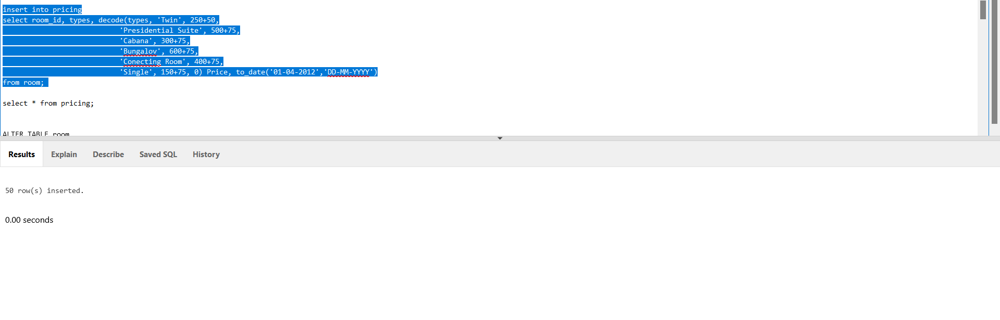 insert into pricing
select room_id, types, decode(types, 'Twin', 250+50,
'Presidential Suite', 500+75,
'Cabana', 300+75,
'Bungalov', 600+75,
'Conecting Room', 400+75,
'Single', 150+75, 0) Price, to_date('01-04-2012','DD-MM-YYYY')
from room;
select * from pricing;
ALTER TABLE room
Results Explain Describe Saved SQL History
50 row(s) inserted.
0.00 seconds